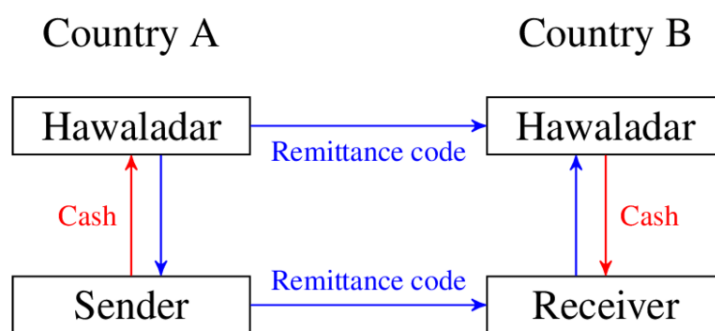 Country A
Country B
Hawaladar
Hawaladar
Remittance code
Cash
Cash
Remittance code
Sender
Receiver